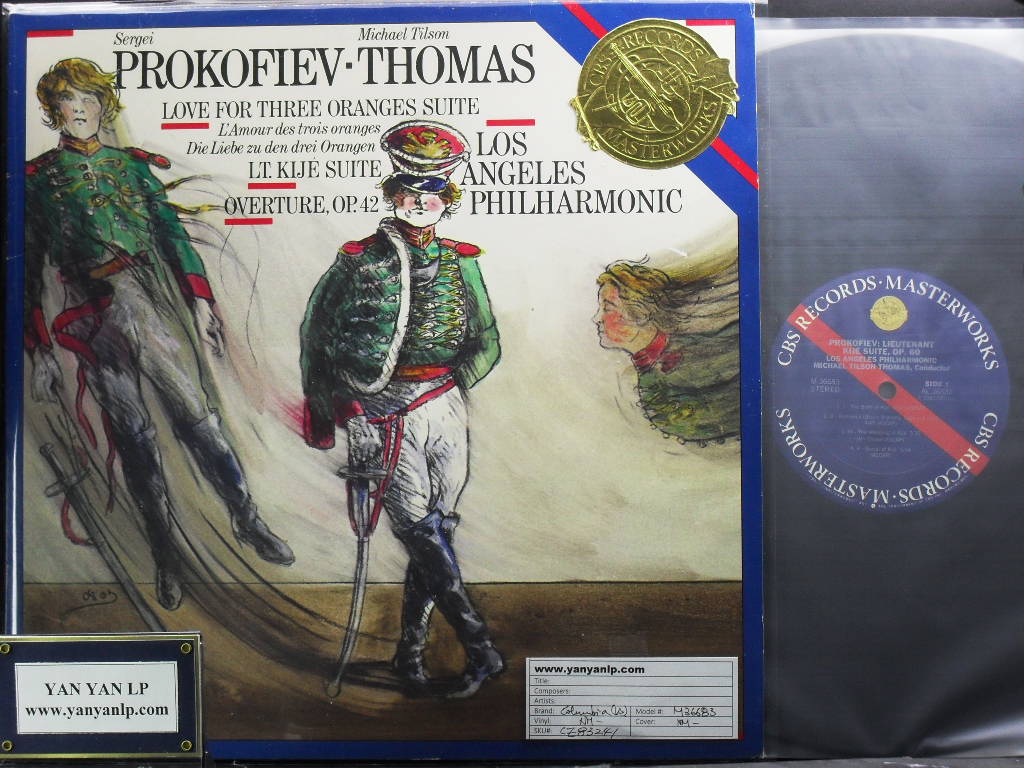 Sergei
Michael Tilson
PROKOFIEV·THOMAS
LOVE FOR THREE ORANGES SUITE
L'Amour des trois oranges
Die Liebe zu den drei Orangen
LT. KIJÉ SUITE
OVERTURE, OP. 42
LOS
ANGELES
PHILHARMONIC
CBS RECORDS
MASTERWORKS
CBS RECORDS · MASTERWORKS
CBS RECORDS · MASTERWORKS
PROKOFIEV: LIEUTENANT
KIJE SUITE, OP. 60
LOS ANGELES PHILHARMONIC
MICHAEL TILSON THOMAS, Conductor
M 36683
STEREO
SIDE 1
YAN YAN LP
www.yanyanlp.com
www.yanyanlp.com
Title:
Composers:
Artists:
Brand: Columbia (US) Model #: M36683
Vinyl: NM- Cover: NM-
SKU#: CZ8324/